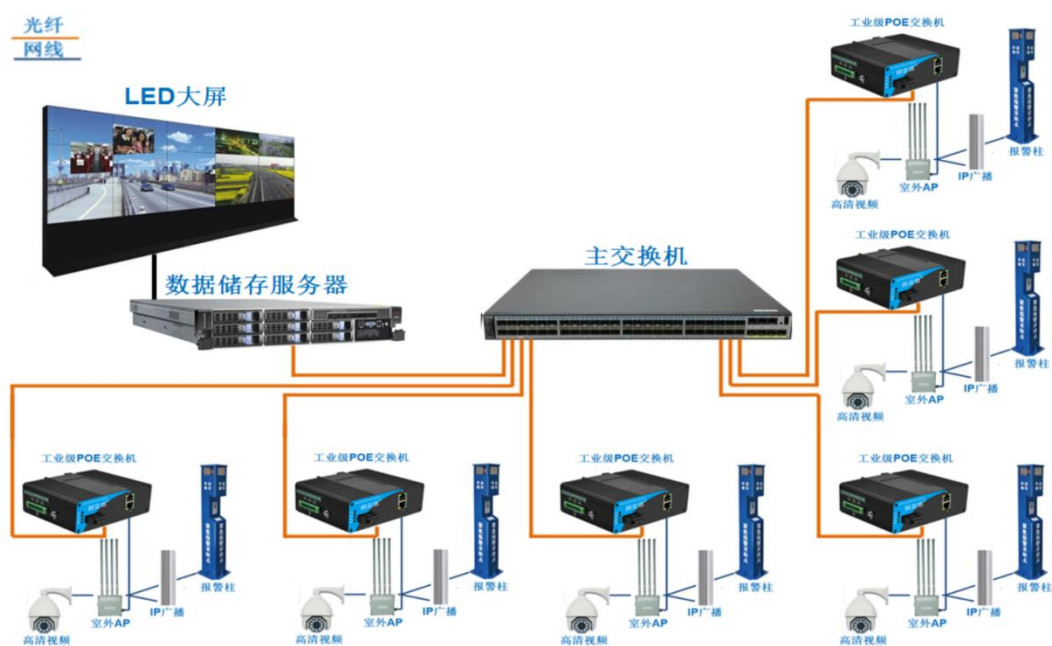 光纤
网线
LED大屏
数据储存服务器
主交换机
工业级POE交换机
报警柱
IP广播
室外AP
高清视频
工业级POE交换机
报警柱
IP广播
室外AP
高清视频
工业级POE交换机
报警柱
IP广播
室外AP
高清视频
工业级POE交换机
报警柱
IP广播
室外AP
高清视频
工业级POE交换机
报警柱
IP广播
室外AP
高清视频
工业级POE交换机
报警柱
IP广播
室外AP
高清视频